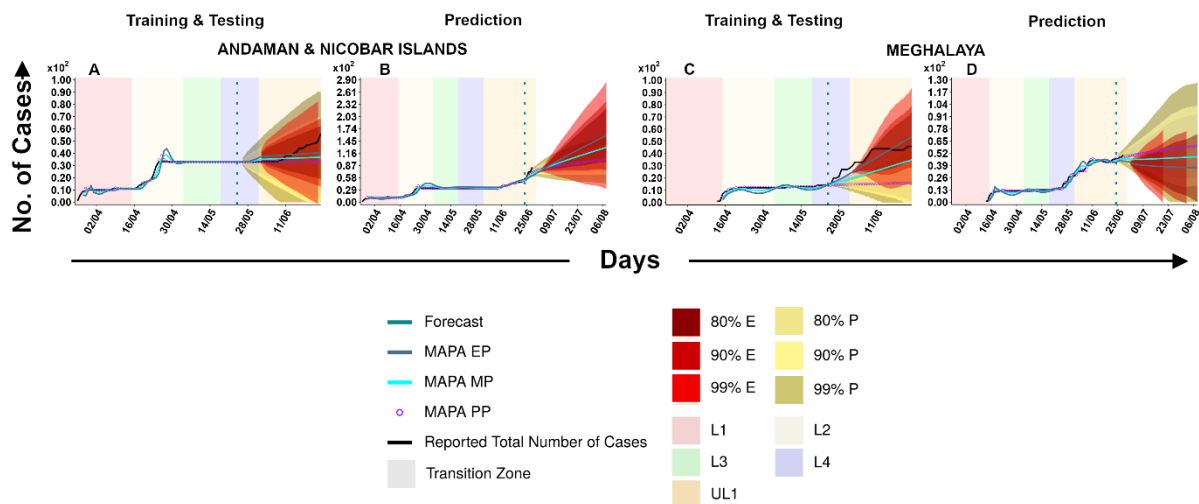 Training & Testing
Prediction
Training & Testing
Prediction
ANDAMAN & NICOBAR ISLANDS
MEGHALAYA
No. of Cases
x10²
A
1.00
0.90
0.80
0.70
0.60
0.50
0.40
0.30
0.20
0.10
0.00
02/04
16/04
30/04
14/05
28/05
11/06
x10²
B
2.90
2.61
2.32
2.03
1.74
1.45
1.16
0.87
0.58
0.29
0.00
02/04
16/04
30/04
14/05
28/05
11/06
25/06
09/07
23/07
06/08
x10²
C
1.00
0.90
0.80
0.70
0.60
0.50
0.40
0.30
0.20
0.10
0.00
02/04
16/04
30/04
14/05
28/05
11/06
x10²
D
1.30
1.17
1.04
0.91
0.78
0.65
0.52
0.39
0.26
0.13
0.00
02/04
16/04
30/04
14/05
28/05
11/06
25/06
09/07
23/07
06/08
Days
Forecast
MAPA EP
MAPA MP
MAPA PP
Reported Total Number of Cases
Transition Zone
80% E
80% P
90% E
90% P
99% E
99% P
L1
L2
L3
L4
UL1